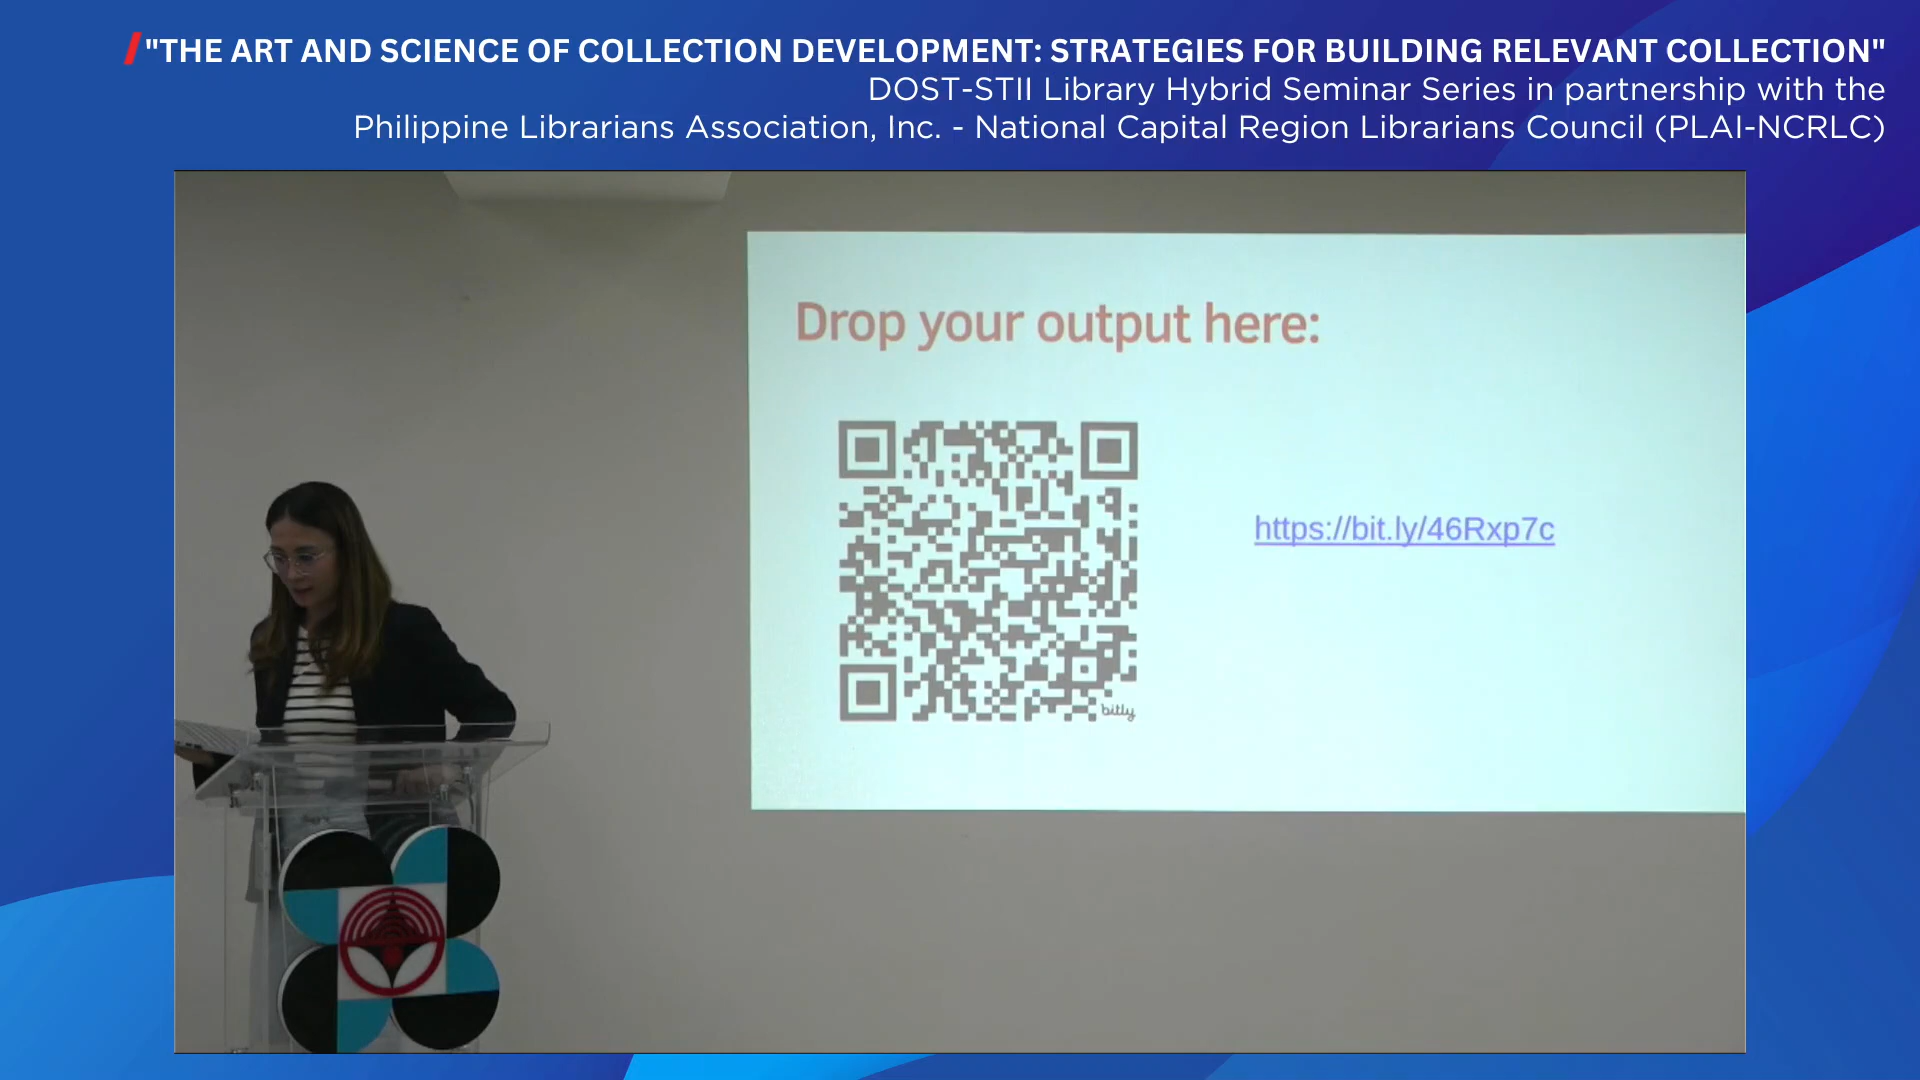 "THE ART AND SCIENCE OF COLLECTION DEVELOPMENT: STRATEGIES FOR BUILDING RELEVANT COLLECTION"
DOST-STII Library Hybrid Seminar Series in partnership with the
Philippine Librarians Association, Inc. - National Capital Region Librarians Council (PLAI-NCRLC)
Drop your output here:
https://bit.ly/46Rxp7c
bitly